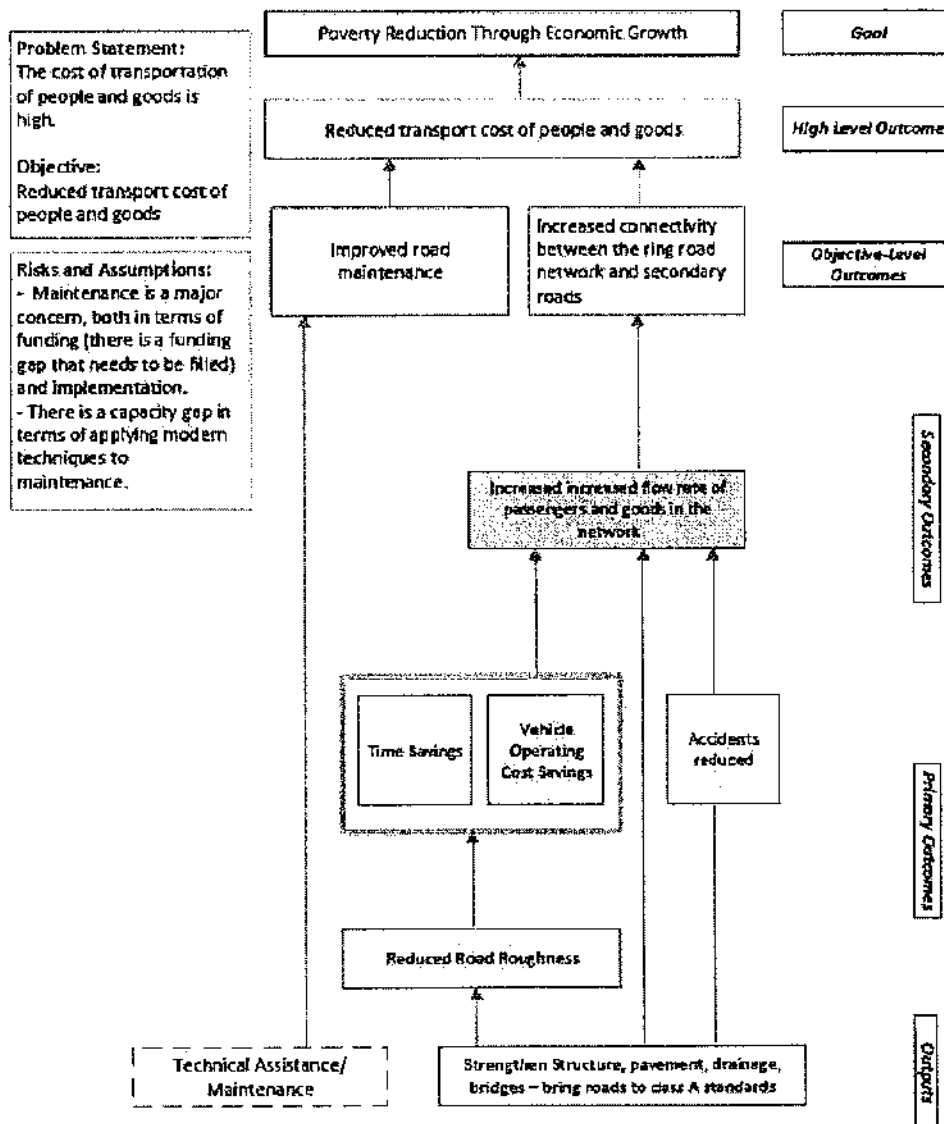 Poverty Reduction Through Economic Growth
Goal
Problem Statement:
The cost of transportation
of people and goods is
high.
Objective:
Reduced transport cost of
people and goods
Reduced transport cost of people and goods
High Level Outcome
Improved road
maintenance
Increased connectivity
between the ring road
network and secondary
roads
Objective-Level
Outcomes
Risks and Assumptions:
- Maintenance is a major
concern, both in terms of
funding (there is a funding
gap that needs to be filled)
and implementation.
- There is a capacity gap in
terms of applying modern
techniques to
maintenance.
Secondary Outcomes
Increased increased flow rate of
passengers and goods in the
network
Time Savings
Vehicle
Operating
Cost Savings
Accidents
reduced
Primary Outcomes
Reduced Road Roughness
Technical Assistance/
Maintenance
Strengthen Structure, pavement, drainage,
bridges – bring roads to class A standards
Outputs